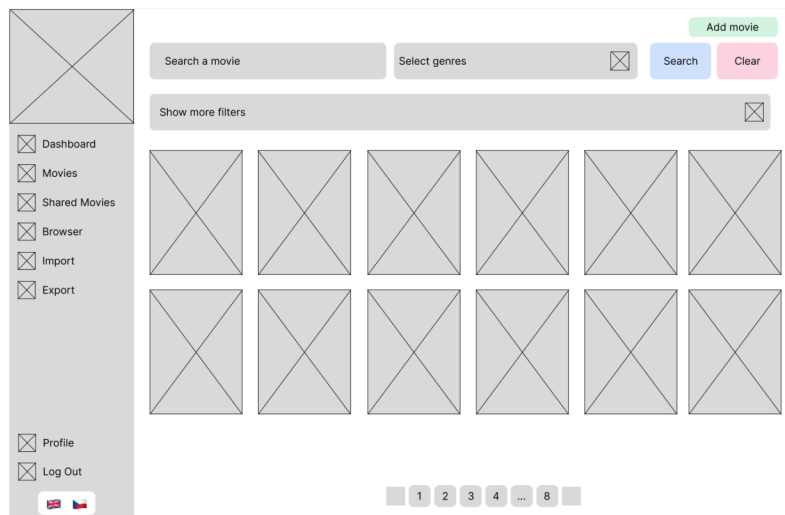 Add movie
Search a movie
Select genres
Search
Clear
Show more filters
Dashboard
Movies
Shared Movies
Browser
Import
Export
Profile
Log Out
1 2 3 4 ... 8